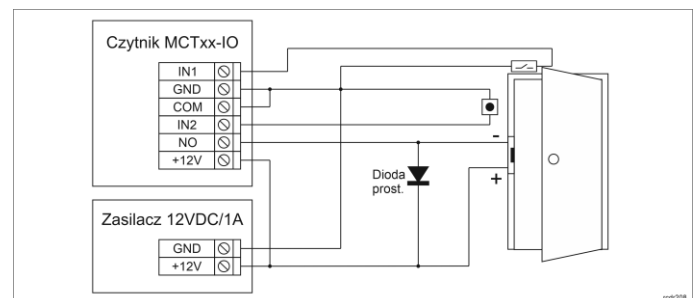 Czytnik MCTxx-IO
IN1
GND
COM
IN2
NO
+12V
-
+
Dioda
prost.
Zasilacz 12VDC/1A
GND
+12V